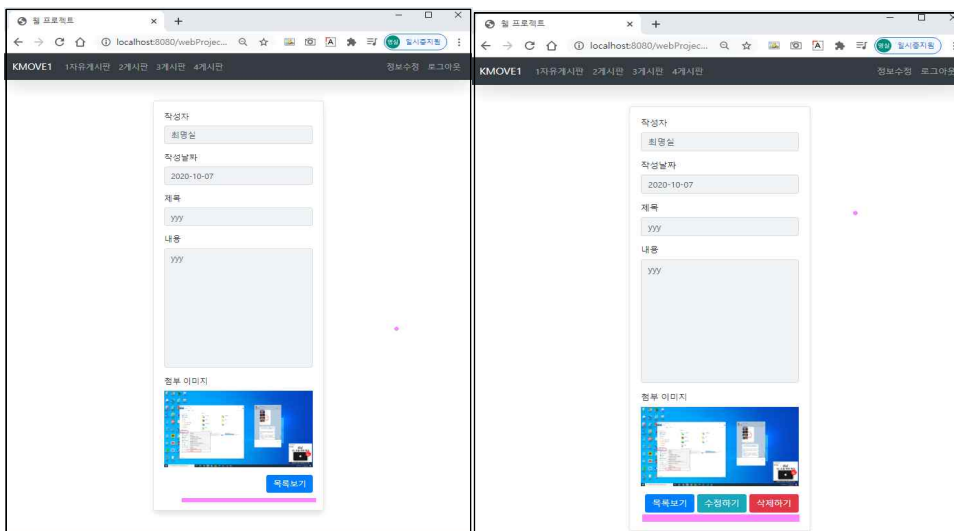 웹 프로젝트
localhost:8080/webProjec...
일시중지됨
KMOVE1 1자유게시판 2게시판 3게시판 4게시판 정보수정 로그아웃
작성자
최명실
작성날짜
2020-10-07
제목
yyy
내용
yyy
첨부 이미지
목록보기
웹 프로젝트
localhost:8080/webProjec...
일시중지됨
KMOVE1 1자유게시판 2게시판 3게시판 4게시판 정보수정 로그아웃
작성자
최명실
작성날짜
2020-10-07
제목
yyy
내용
yyy
첨부 이미지
목록보기 수정하기 삭제하기